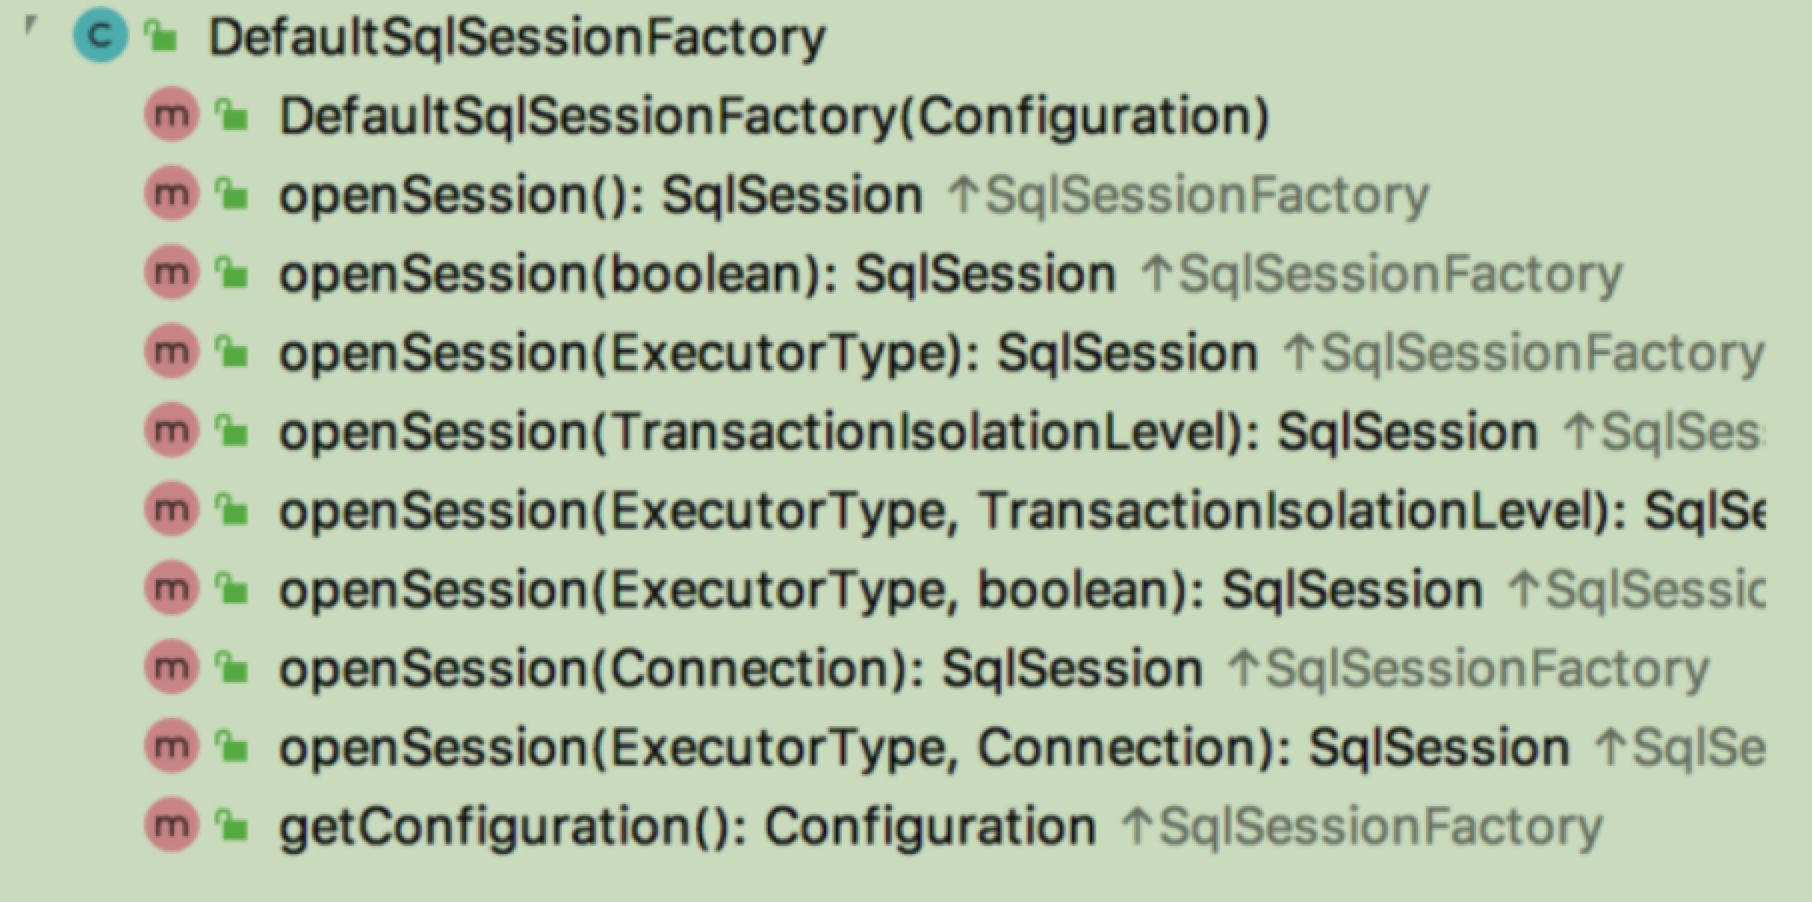 C DefaultSqlSessionFactory
m DefaultSqlSessionFactory(Configuration)
m openSession(): SqlSession ↑SqlSessionFactory
m openSession(boolean): SqlSession ↑SqlSessionFactory
m openSession(ExecutorType): SqlSession ↑SqlSessionFactory
m openSession(TransactionIsolationLevel): SqlSession ↑SqlSes
m openSession(ExecutorType, TransactionIsolationLevel): SqlSe
m openSession(ExecutorType, boolean): SqlSession ↑SqlSessic
m openSession(Connection): SqlSession ↑SqlSessionFactory
m openSession(ExecutorType, Connection): SqlSession ↑SqlSe
m getConfiguration(): Configuration ↑SqlSessionFactory